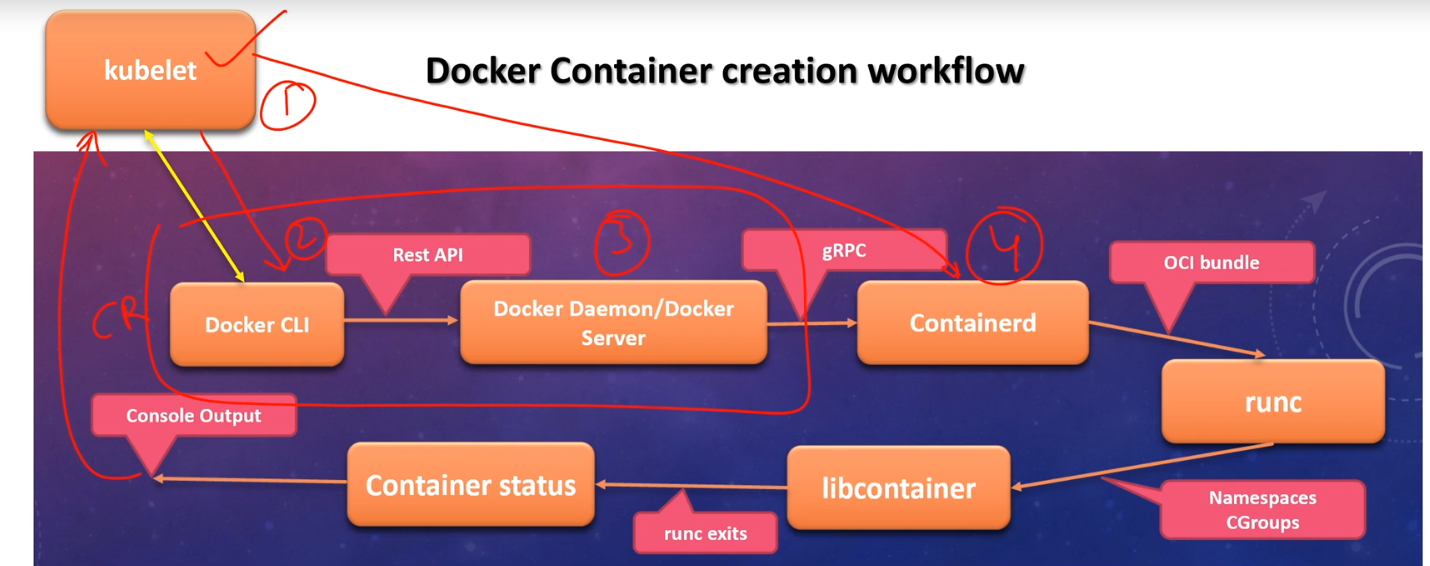 kubelet
Docker Container creation workflow
1
2
3
4
Rest API
gRPC
OCI bundle
CR
Docker CLI
Docker Daemon/Docker
Server
Containerd
runc
Console Output
Container status
libcontainer
runc exits
Namespaces
CGroups